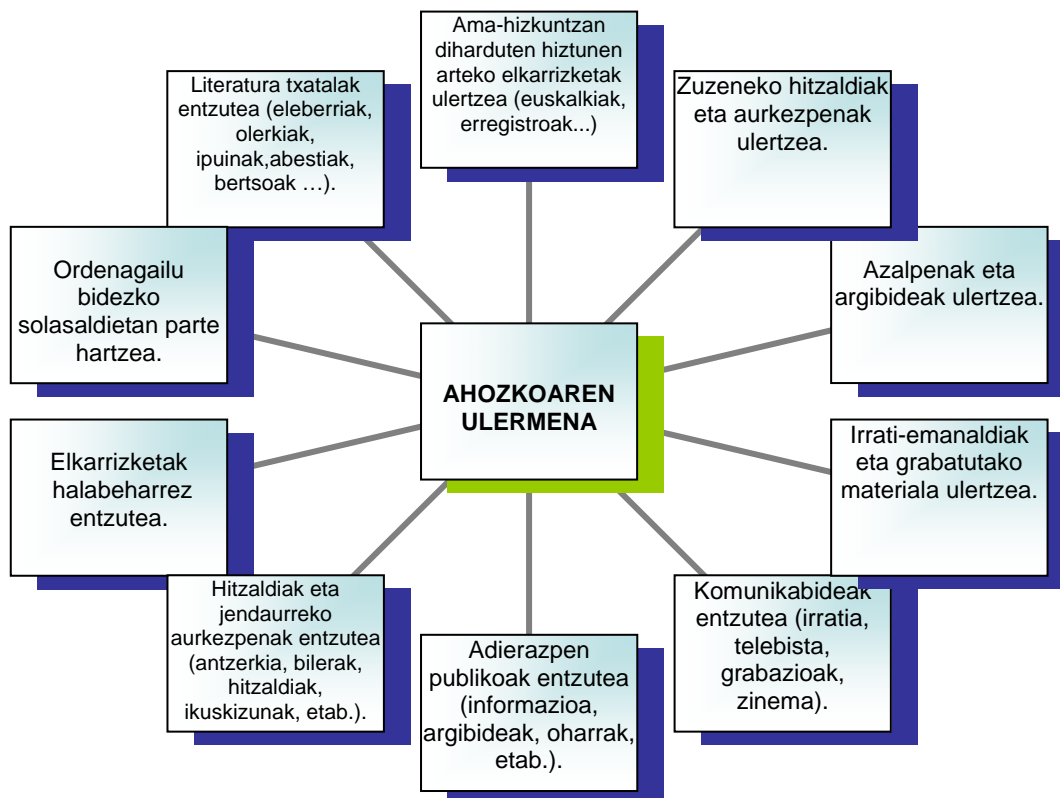 Ama-hizkuntzan
diharduten hiztunen
arteko elkarrizketak
ulertzea (euskalkiak,
erregistroak...)
Zuzeneko hitzaldiak
eta aurkezpenak
ulertzea.
Azalpenak eta
argibideak ulertzea.
Irrati-emanaldiak
eta grabatutako
materiala ulertzea.
Komunikabideak
entzutea (irratia,
telebista,
grabazioak,
zinema).
Adierazpen
publikoak entzutea
(informazioa,
argibideak, oharrak,
etab.).
Hitzaldiak eta
jendaurreko
aurkezpenak entzutea
(antzerkia, bilerak,
hitzaldiak,
ikuskizunak, etab.).
Elkarrizketak
halabeharrez
entzutea.
Ordenagailu
bidezko
solasaldietan parte
hartzea.
Literatura txatalak
entzutea (eleberriak,
olerkiak,
ipuinak,abestiak,
bertsoak …).
AHOZKOAREN
ULERMENA